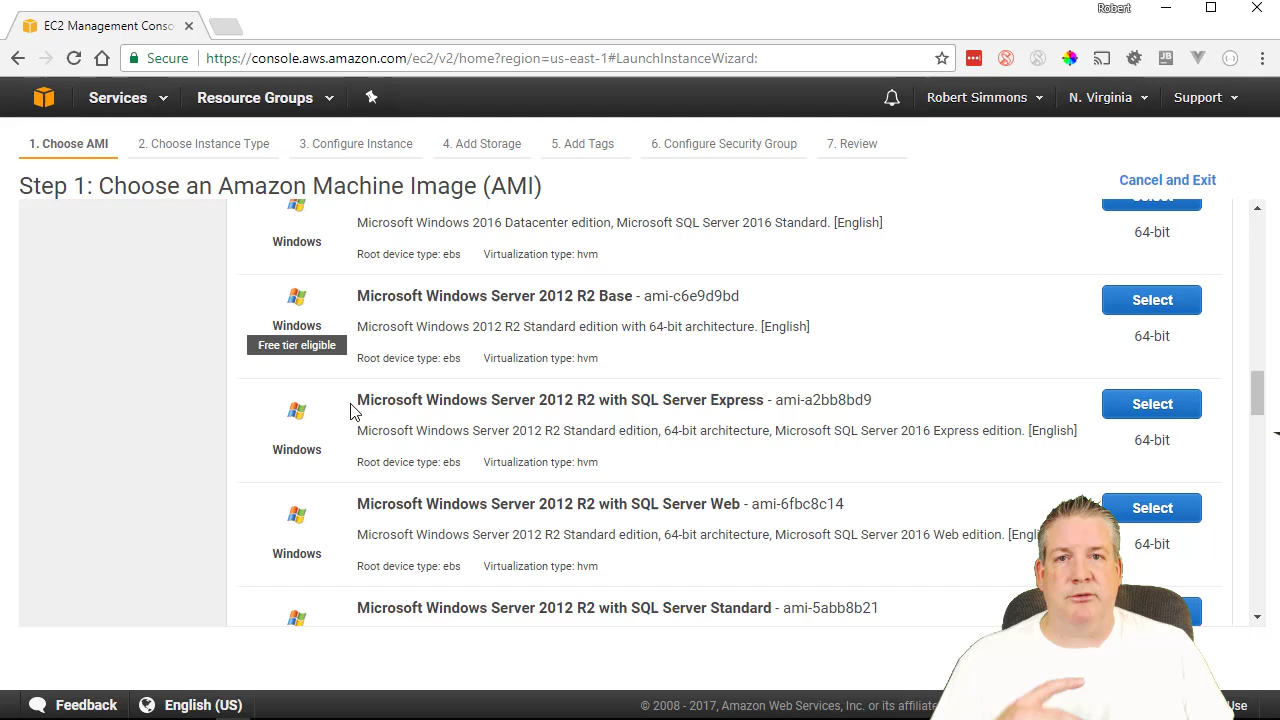 Robert
EC2 Management Conso
Secure
https://console.aws.amazon.com/ec2/v2/home?region=us-east-1#LaunchInstanceWizard:
Services
Resource Groups
Robert Simmons
N. Virginia
Support
1. Choose AMI
2. Choose Instance Type
3. Configure Instance
4. Add Storage
5. Add Tags
6. Configure Security Group
7. Review
Step 1: Choose an Amazon Machine Image (AMI)
Cancel and Exit
Windows
Microsoft Windows 2016 Datacenter edition, Microsoft SQL Server 2016 Standard. [English]
Root device type: ebs Virtualization type: hvm
Select
64-bit
Windows
Free tier eligible
Microsoft Windows Server 2012 R2 Base - ami-c6e9d9bd
Microsoft Windows 2012 R2 Standard edition with 64-bit architecture. [English]
Root device type: ebs Virtualization type: hvm
Select
64-bit
Windows
Microsoft Windows Server 2012 R2 with SQL Server Express - ami-a2bb8bd9
Microsoft Windows Server 2012 R2 Standard edition, 64-bit architecture, Microsoft SQL Server 2016 Express edition. [English]
Root device type: ebs Virtualization type: hvm
Select
64-bit
Windows
Microsoft Windows Server 2012 R2 with SQL Server Web - ami-6fbc8c14
Microsoft Windows Server 2012 R2 Standard edition, 64-bit architecture, Microsoft SQL Server 2016 Web edition. [Engli
Root device type: ebs Virtualization type: hvm
Select
64-bit
Microsoft Windows Server 2012 R2 with SQL Server Standard - ami-5abb8b21
Feedback
English (US)
© 2008 - 2017, Amazon Web Services, Inc. or its affiliate
Use